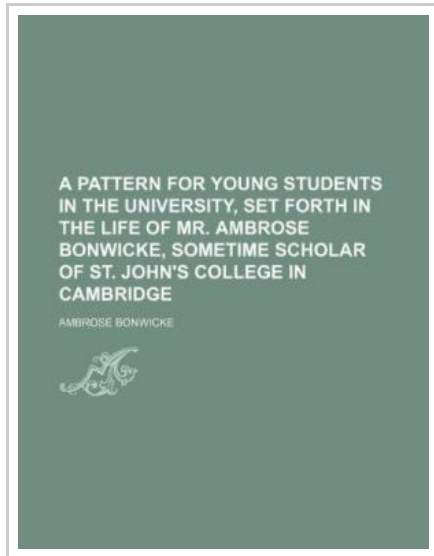 A PATTERN FOR YOUNG STUDENTS
IN THE UNIVERSITY, SET FORTH IN
THE LIFE OF MR. AMBROSE
BONWICKE, SOMETIME SCHOLAR
OF ST. JOHN'S COLLEGE IN
CAMBRIDGE
AMBROSE BONWICKE